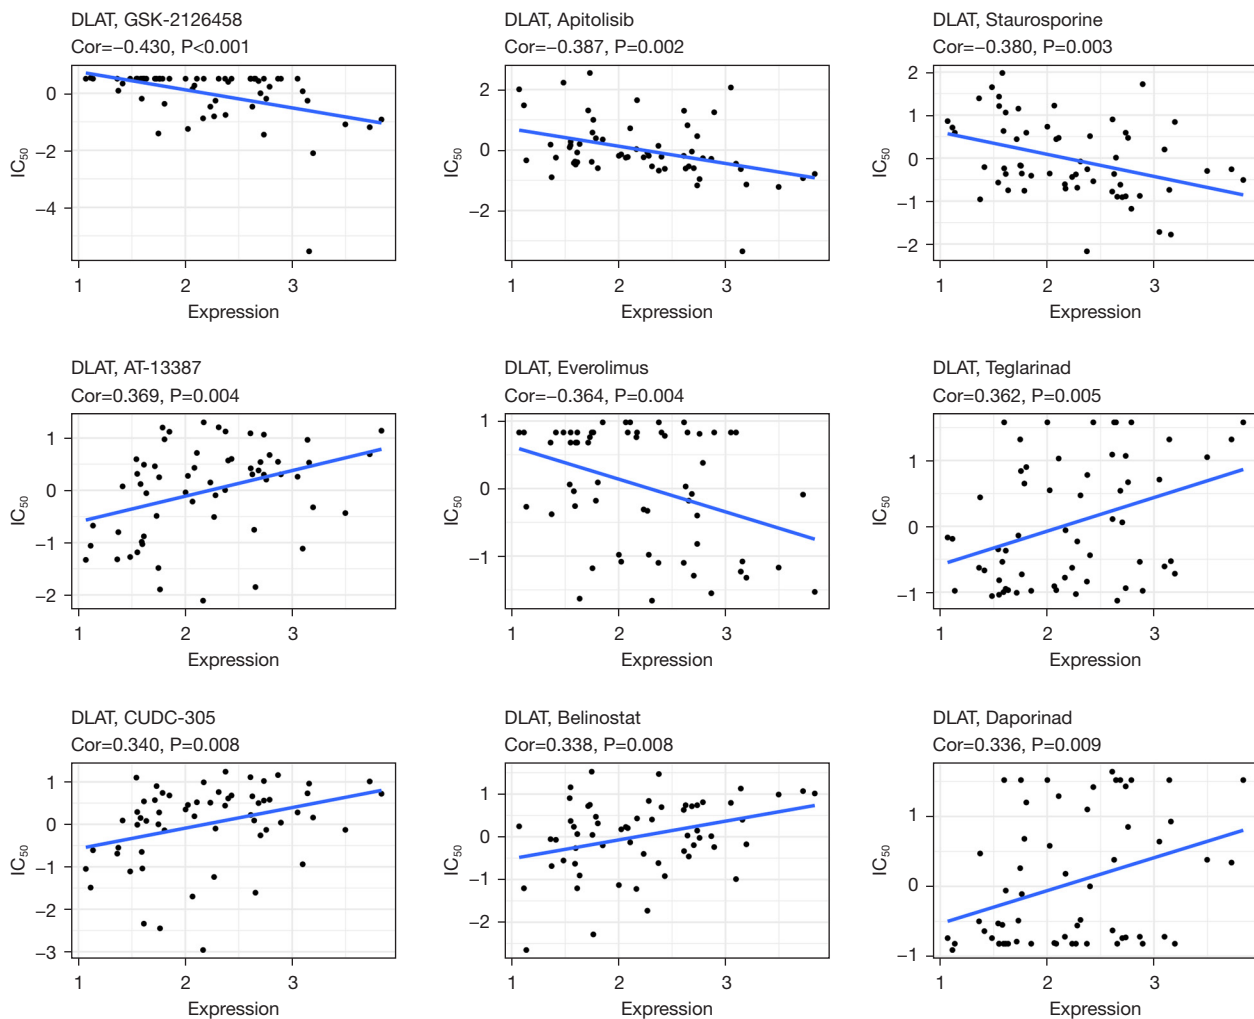 DLAT, GSK-2126458
Cor=−0.430, P<0.001
0
−2
−4
IC50
1 2 3
Expression
DLAT, Apitolisib
Cor=−0.387, P=0.002
2
0
−2
IC50
1 2 3
Expression
DLAT, Staurosporine
Cor=−0.380, P=0.003
2
1
0
−1
−2
IC50
1 2 3
Expression
DLAT, AT-13387
Cor=0.369, P=0.004
1
0
−1
−2
IC50
1 2 3
Expression
DLAT, Everolimus
Cor=−0.364, P=0.004
1
0
−1
IC50
1 2 3
Expression
DLAT, Teglarinad
Cor=0.362, P=0.005
1
0
−1
IC50
1 2 3
Expression
DLAT, CUDC-305
Cor=0.340, P=0.008
1
0
−1
−2
−3
IC50
1 2 3
Expression
DLAT, Belinostat
Cor=0.338, P=0.008
1
0
−1
−2
IC50
1 2 3
Expression
DLAT, Daporinad
Cor=0.336, P=0.009
1
0
−1
IC50
1 2 3
Expression